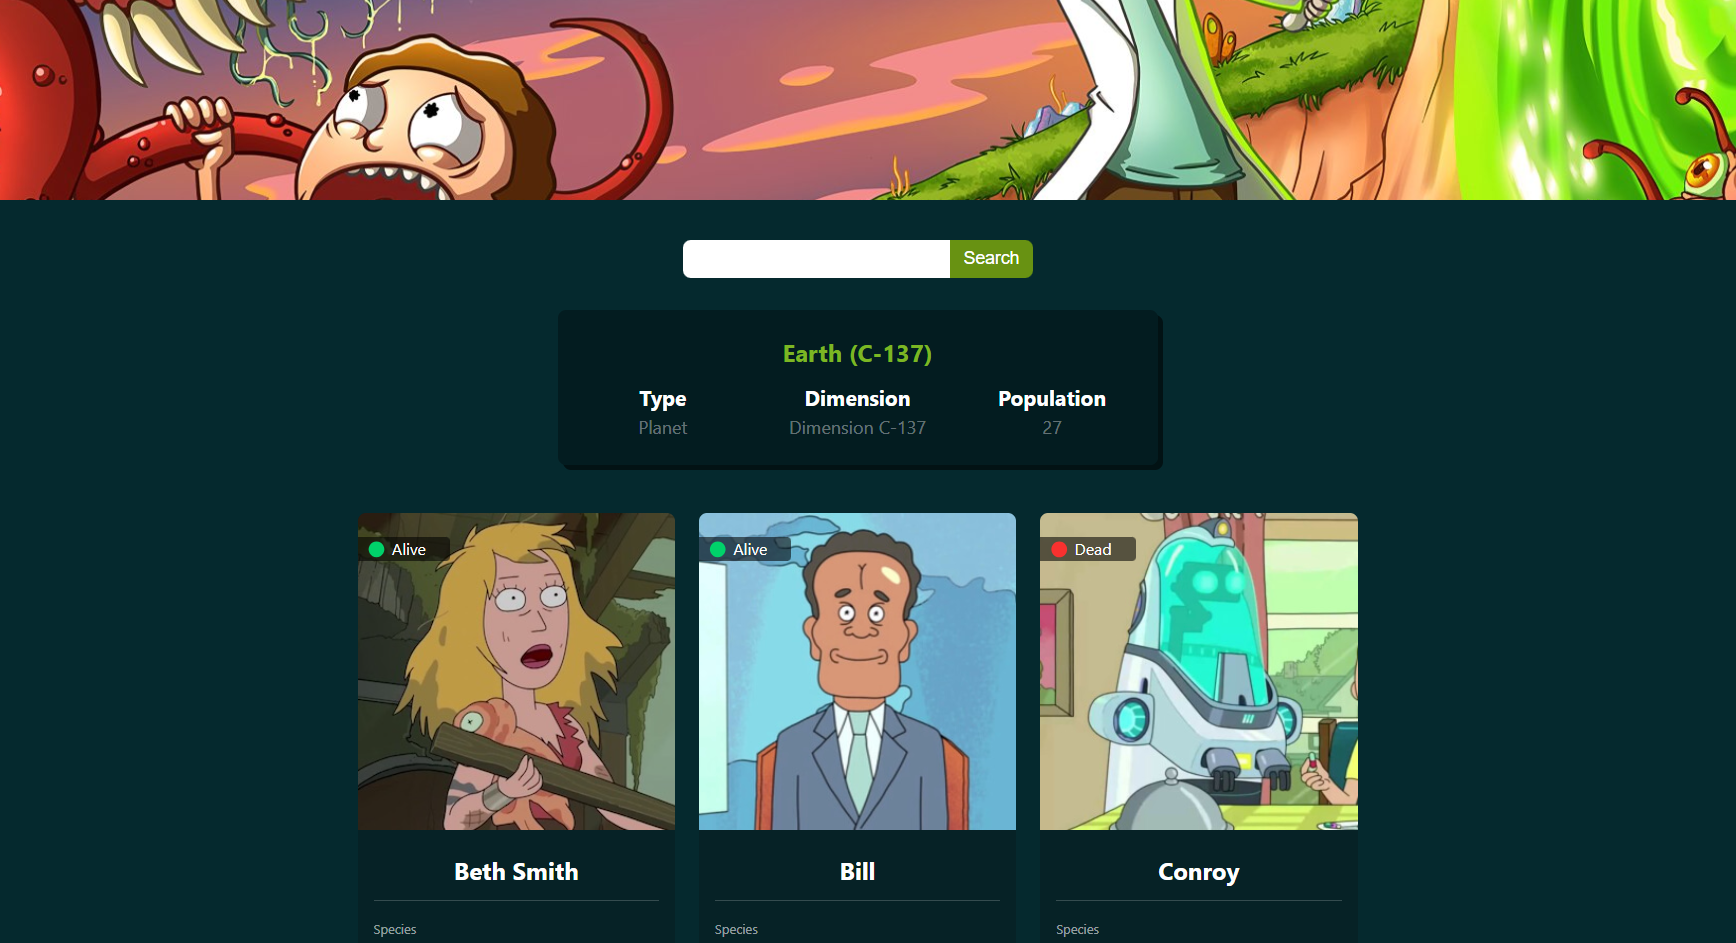 Search
Earth (C-137)
Type Dimension Population
Planet Dimension C-137 27
Alive Alive Dead
Beth Smith Bill Conroy
Species Species Species